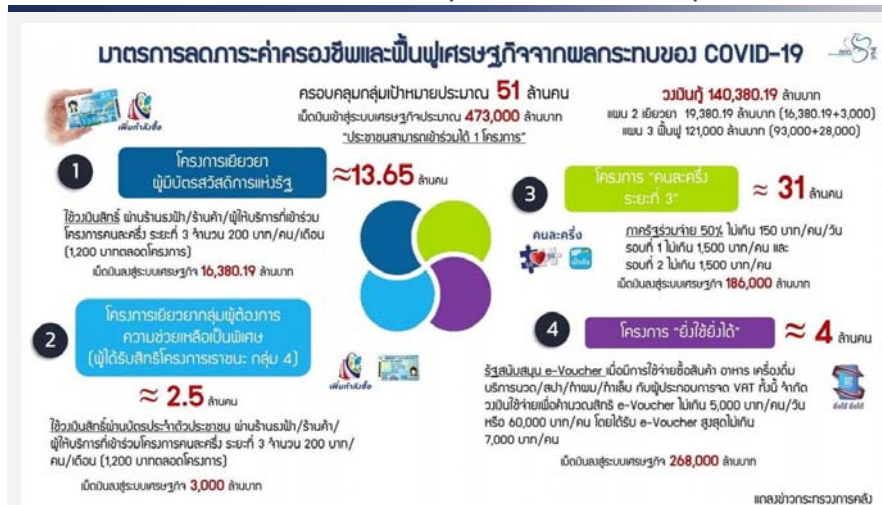 มาตรการลดภาระค่าครองชีพและฟื้นฟูเศรษฐกิจจากผลกระทบของ COVID-19
ครอบคลุมกลุ่มเป้าหมายประมาณ 51 ล้านคน
เม็ดเงินเข้าสู่ระบบเศรษฐกิจประมาณ 473,000 ล้านบาท
"ประชาชนสามารถเข้าร่วมได้ 1 โครงการ"
วงเงินกู้ 140,380.19 ล้านบาท
แผน 2 เยียวยา 19,380.19 ล้านบาท (16,380.19+3,000)
แผน 3 ฟื้นฟู 121,000 ล้านบาท (93,000+28,000)
เพิ่มกำลังซื้อ
1
โครงการเยียวยา
ผู้มีบัตรสวัสดิการแห่งรัฐ
≈13.65 ล้านคน
ใช้วงเงินสิทธิ์ ผ่านร้านธงฟ้า/ร้านค้า/ผู้ให้บริการที่เข้าร่วม
โครงการคนละครึ่ง ระยะที่ 3 จำนวน 200 บาท/คน/เดือน
(1,200 บาทตลอดโครงการ)
เม็ดเงินลงสู่ระบบเศรษฐกิจ 16,380.19 ล้านบาท
2
โครงการเยียวยากลุ่มผู้ต้องการ
ความช่วยเหลือเป็นพิเศษ
(ผู้ได้รับสิทธิโครงการเราชนะ กลุ่ม 4)
เพิ่มกำลังซื้อ
≈ 2.5 ล้านคน
ใช้วงเงินสิทธิ์ผ่านบัตรประจำตัวประชาชน ผ่านร้านธงฟ้า/ร้านค้า/
ผู้ให้บริการที่เข้าร่วมโครงการคนละครึ่ง ระยะที่ 3 จำนวน 200 บาท/
คน/เดือน (1,200 บาทตลอดโครงการ)
เม็ดเงินลงสู่ระบบเศรษฐกิจ 3,000 ล้านบาท
3
โครงการ "คนละครึ่ง
ระยะที่ 3"
≈ 31 ล้านคน
คนละครึ่ง
ภาครัฐร่วมจ่าย 50% ไม่เกิน 150 บาท/คน/วัน
รอบที่ 1 ไม่เกิน 1,500 บาท/คน และ
รอบที่ 2 ไม่เกิน 1,500 บาท/คน
เม็ดเงินลงสู่ระบบเศรษฐกิจ 186,000 ล้านบาท
4
โครงการ "ยิ่งใช้ยิ่งได้"
≈ 4 ล้านคน
รัฐสนับสนุน e-Voucher เมื่อมีการใช้จ่ายซื้อสินค้า อาหาร เครื่องดื่ม
บริการนวด/สปา/ทำผม/ทำเล็บ กับผู้ประกอบการจด VAT ทั้งนี้ จำกัด
วงเงินใช้จ่ายเพื่อคำนวณสิทธิ e-Voucher ไม่เกิน 5,000 บาท/คน/วัน
หรือ 60,000 บาท/คน โดยได้รับ e-Voucher สูงสุดไม่เกิน
7,000 บาท/คน
ยิ่งใช้ ยิ่งได้
เม็ดเงินลงสู่ระบบเศรษฐกิจ 268,000 ล้านบาท
แถลงข่าวกระทรวงการคลัง